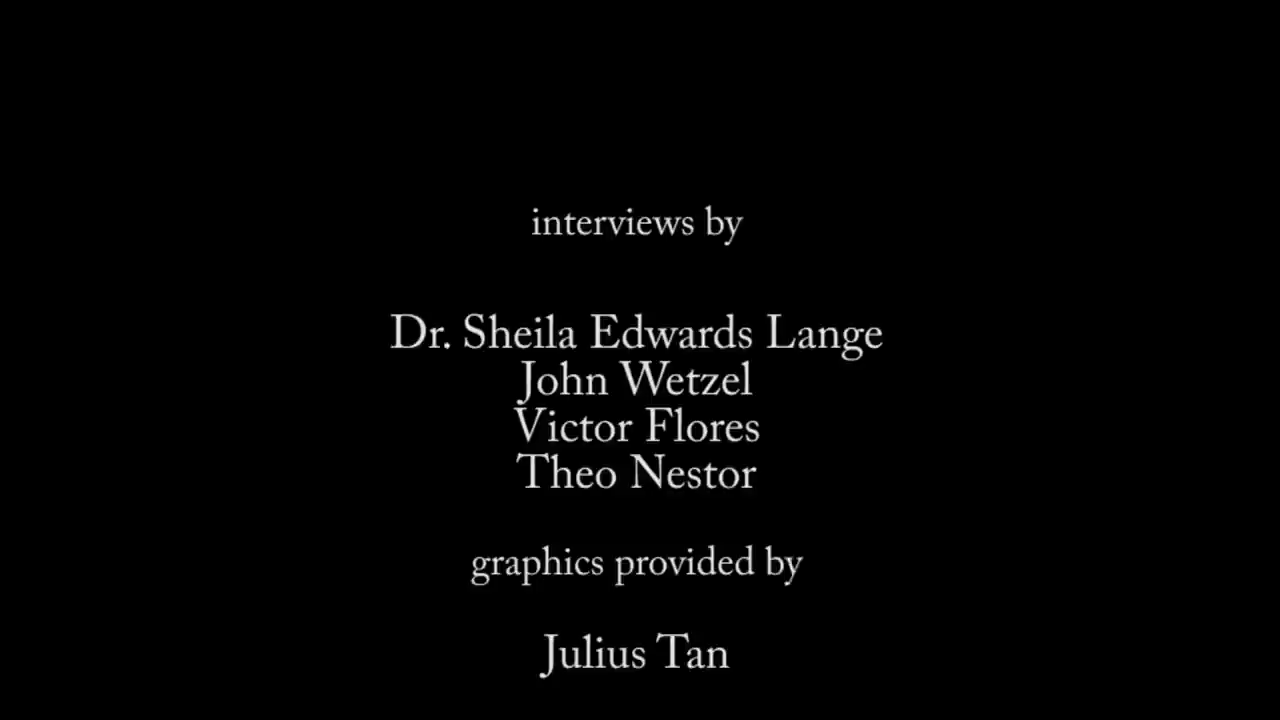 interviews by
Dr. Sheila Edwards Lange
John Wetzel
Victor Flores
Theo Nestor
graphics provided by
Julius Tan